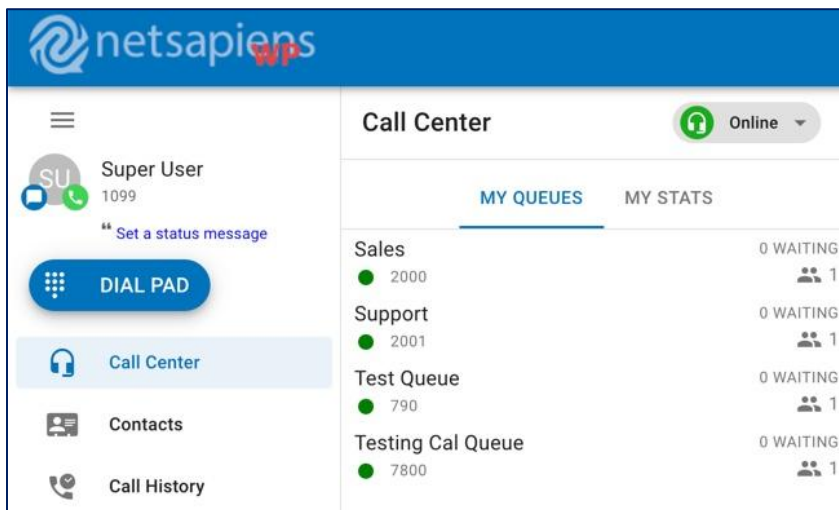 netsapiens
WP
SU
Super User
1099
" Set a status message
DIAL PAD
Call Center
Contacts
Call History
Call Center
Online
MY QUEUES MY STATS
Sales 0 WAITING
2000 1
Support 0 WAITING
2001 1
Test Queue 0 WAITING
790 1
Testing Cal Queue 0 WAITING
7800 1